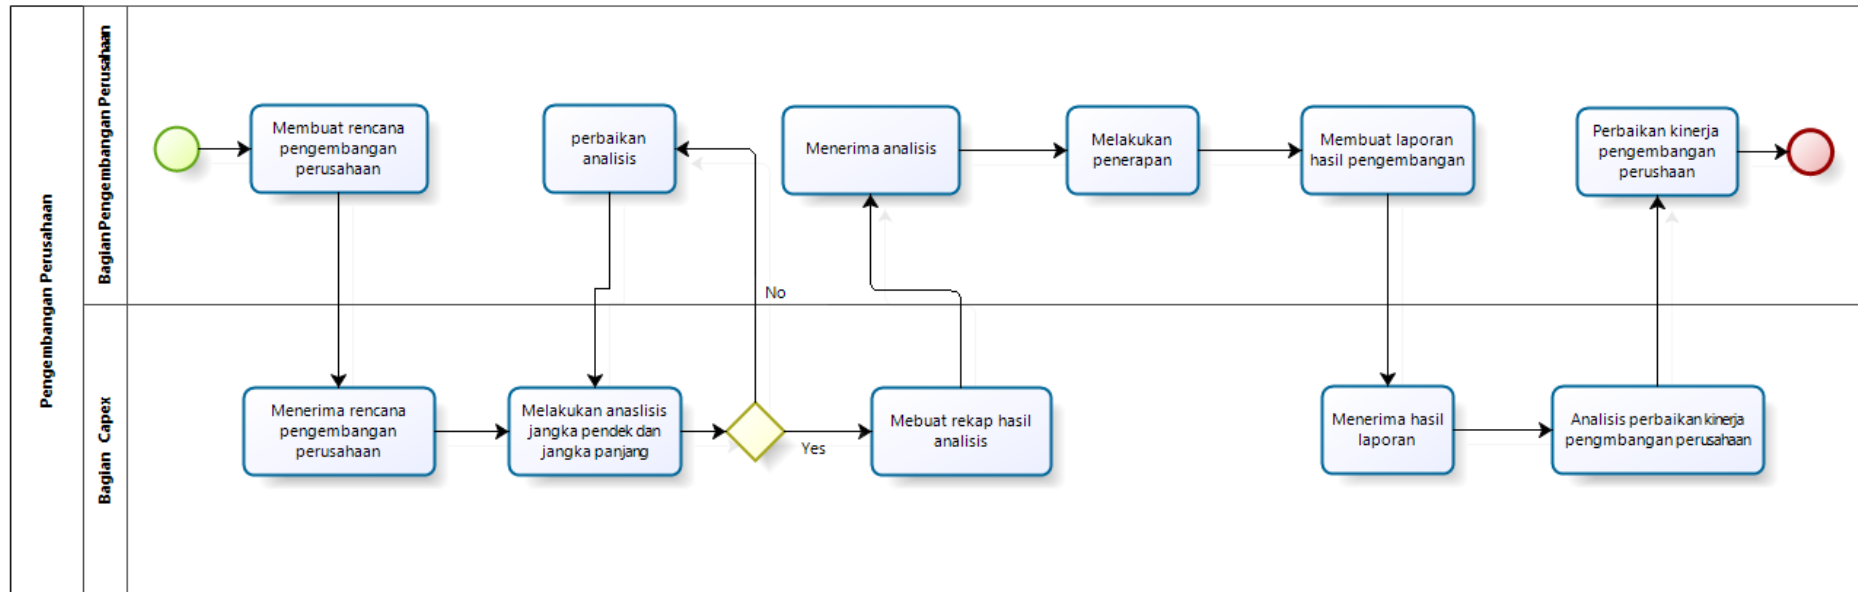 Pengembangan Perusahaan
Bagian Pengembangan Perusahaan
Membuat rencana
pengembangan
perusahaan
perbaikan
analisis
Menerima analisis
Melakukan
penerapan
Membuat laporan
hasil pengembangan
Perbaikan kinerja
pengembangan
perushaan
No
Bagian Capex
Menerima rencana
pengembangan
perusahaan
Melakukan anaslisis
jangka pendek dan
jangka panjang
Yes
Mebuat rekap hasil
analisis
Menerima hasil
laporan
Analisis perbaikan kinerja
pengmbangan perusahaan